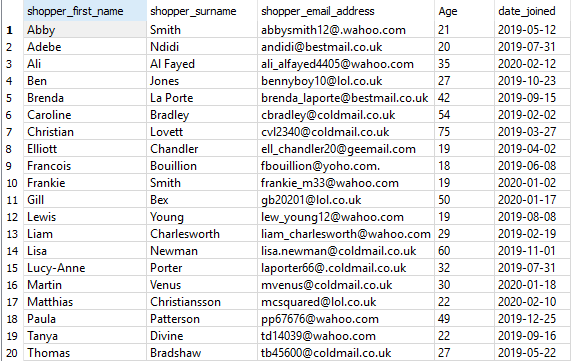 shopper_first_name shopper_surname shopper_email_address Age date_joined
1 Abby Smith abbysmith12@.wahoo.com 21 2019-05-12
2 Adebe Ndidi andidi@bestmail.co.uk 20 2019-07-31
3 Ali Al Fayed ali_alfayed4405@wahoo.com 35 2020-02-12
4 Ben Jones bennyboy10@lol.co.uk 27 2019-10-23
5 Brenda La Porte brenda_laporte@bestmail.co.uk 42 2019-09-15
6 Caroline Bradley cbradley@coldmail.co.uk 54 2019-02-02
7 Christian Lovett cvl2340@coldmail.co.uk 75 2019-03-27
8 Elliott Chandler ell_chandler20@geemail.com 19 2019-04-02
9 Francois Bouillion fbouillion@yoho.com. 18 2019-06-08
10 Frankie Smith frankie_m33@wahoo.com 19 2020-01-02
11 Gill Bex gb20201@lol.co.uk 50 2020-01-17
12 Lewis Young lew_young12@wahoo.com 19 2019-08-08
13 Liam Charlesworth liam_charlesworth@wahoo.com 29 2019-02-19
14 Lisa Newman lisa.newman@coldmail.co.uk 60 2019-11-01
15 Lucy-Anne Porter laporter66@.coldmail.co.uk 32 2019-07-31
16 Martin Venus mvenus@coldmail.co.uk 30 2020-01-18
17 Matthias Christiansson mcsquared@lol.co.uk 22 2020-02-10
18 Paula Patterson pp67676@wahoo.com 49 2019-12-25
19 Tanya Divine td14039@wahoo.com 22 2019-09-16
20 Thomas Bradshaw tb45600@coldmail.co.uk 27 2019-05-22